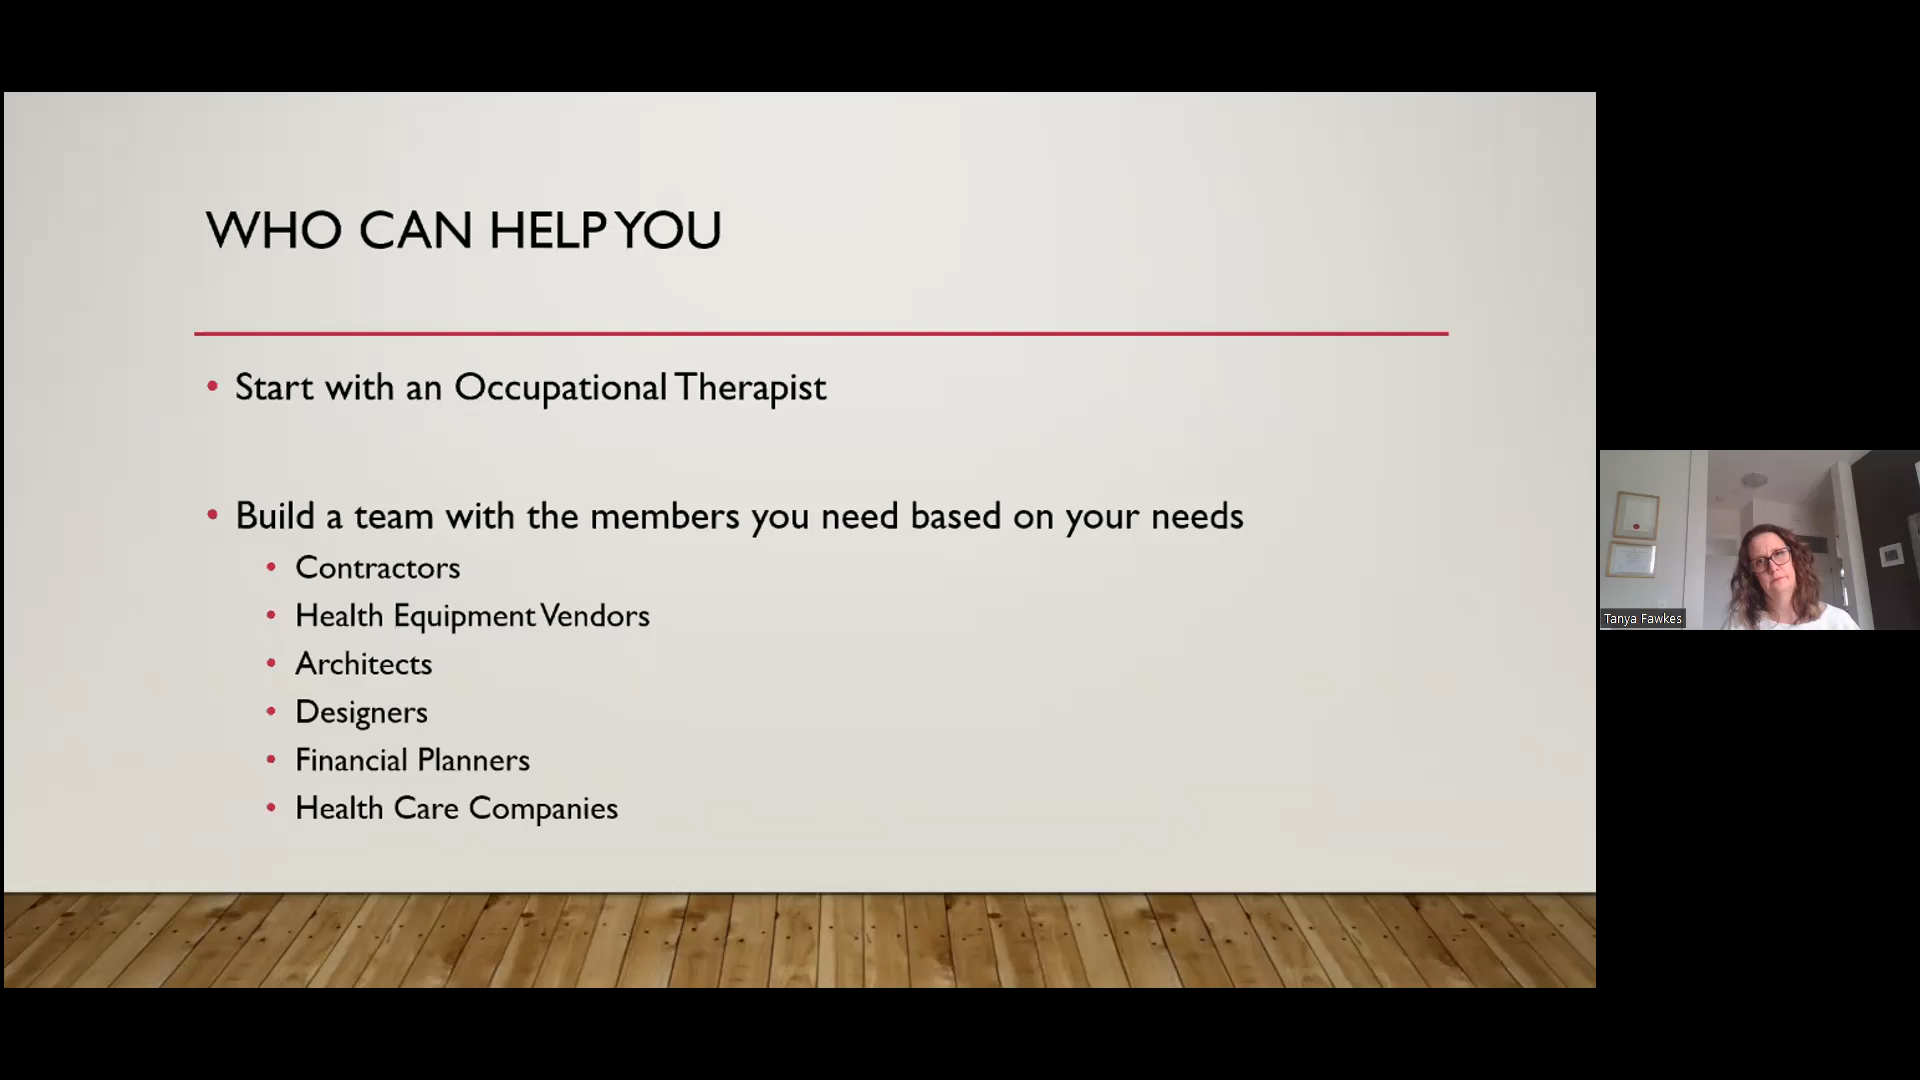 WHO CAN HELP YOU
• Start with an Occupational Therapist
• Build a team with the members you need based on your needs
• Contractors
• Health Equipment Vendors
• Architects
• Designers
• Financial Planners
• Health Care Companies
Tanya Fawkes